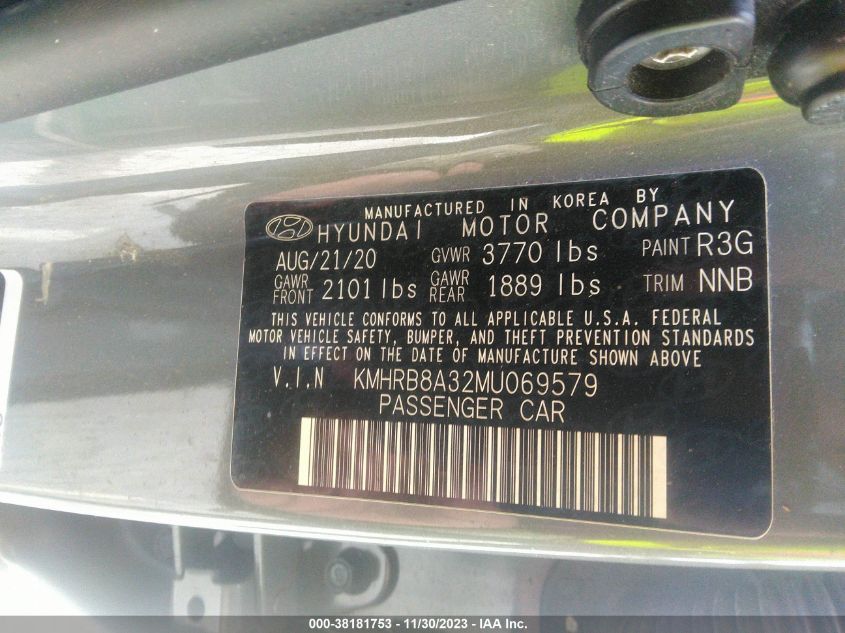 MANUFACTURED IN KOREA BY
HYUNDAI MOTOR COMPANY
AUG/21/20 GVWR 3770 lbs PAINT R3G
GAWR FRONT 2101 lbs GAWR REAR 1889 lbs TRIM NNB
THIS VEHICLE CONFORMS TO ALL APPLICABLE U.S.A. FEDERAL
MOTOR VEHICLE SAFETY, BUMPER, AND THEFT PREVENTION STANDARDS
IN EFFECT ON THE DATE OF MANUFACTURE SHOWN ABOVE
V.I.N KMHRB8A32MU069579
PASSENGER CAR
000-38181753 - 11/30/2023 - IAA Inc.